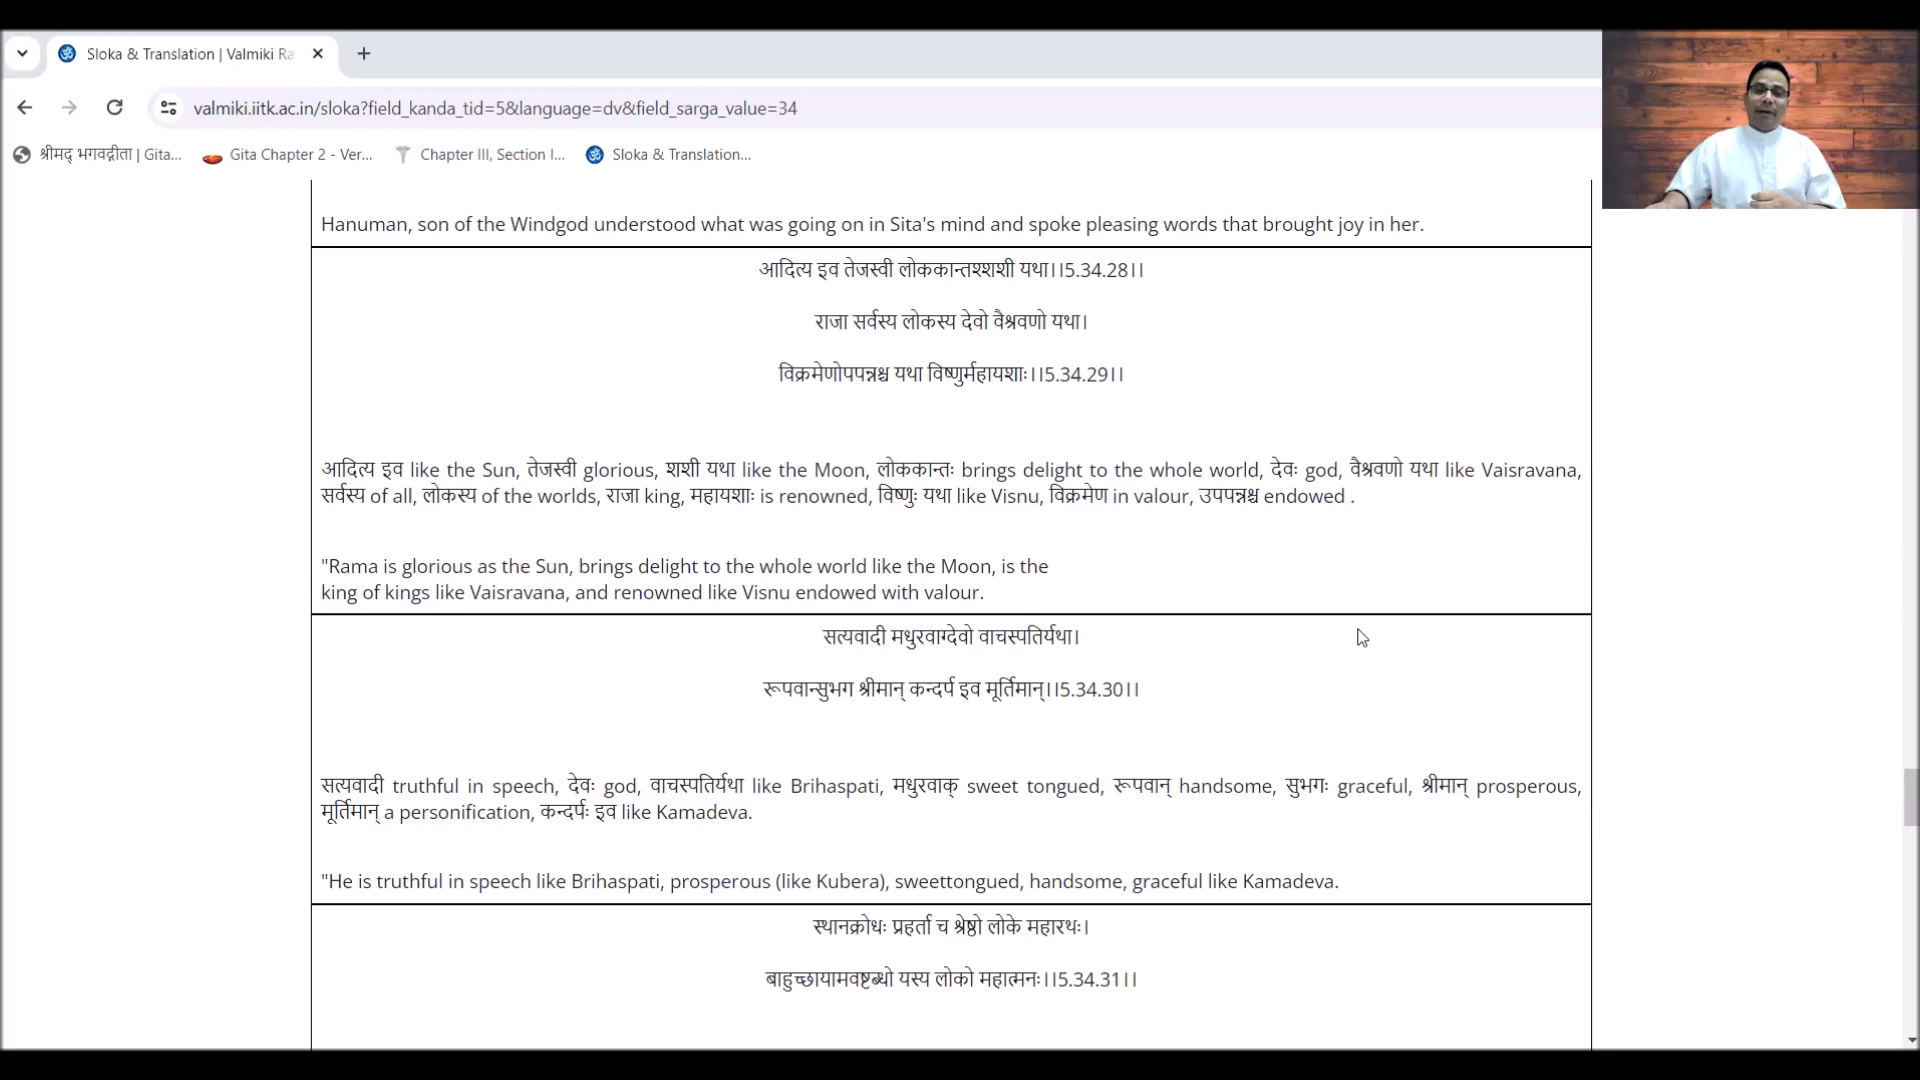 Sloka & Translation | Valmiki Ra
valmiki.iitk.ac.in/sloka?field_kanda_tid=5&language=dv&field_sarga_value=34
श्रीमद् भगवद्गीता | Gita... Gita Chapter 2 - Ver... Chapter III, Section I... Sloka & Translation...
Hanuman, son of the Windgod understood what was going on in Sita's mind and spoke pleasing words that brought joy in her.
आदित्य इव तेजस्वी लोककान्तश्शशी यथा।।5.34.28।।
राजा सर्वस्य लोकस्य देवो वैश्रवणो यथा।
विक्रमेणोपपन्नश्च यथा विष्णुर्महायशाः।।5.34.29।।
आदित्य इव like the Sun, तेजस्वी glorious, शशी यथा like the Moon, लोककान्तः brings delight to the whole world, देवः god, वैश्रवणो यथा like Vaisravana,
सर्वस्य of all, लोकस्य of the worlds, राजा king, महायशाः is renowned, विष्णुः यथा like Visnu, विक्रमेण in valour, उपपन्नश्च endowed .
"Rama is glorious as the Sun, brings delight to the whole world like the Moon, is the
king of kings like Vaisravana, and renowned like Visnu endowed with valour.
सत्यवादी मधुरवाग्देवो वाचस्पतिर्यथा।
रूपवान्सुभग श्रीमान् कन्दर्प इव मूर्तिमान्।।5.34.30।।
सत्यवादी truthful in speech, देवः god, वाचस्पतिर्यथा like Brihaspati, मधुरवाक् sweet tongued, रूपवान् handsome, सुभगः graceful, श्रीमान् prosperous,
मूर्तिमान् a personification, कन्दर्पः इव like Kamadeva.
"He is truthful in speech like Brihaspati, prosperous (like Kubera), sweettongued, handsome, graceful like Kamadeva.
स्थानक्रोधः प्रहर्ता च श्रेष्ठो लोके महारथः।
बाहुच्छायामवष्टब्धो यस्य लोको महात्मनः।।5.34.31।।